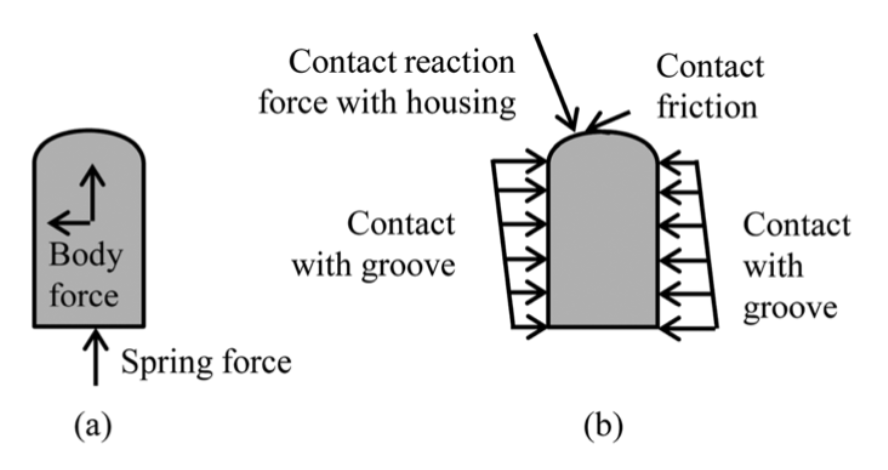 Contact reaction
force with housing
Contact
friction
Body
force
Contact
with groove
Contact
with
groove
Spring force
(a)
(b)